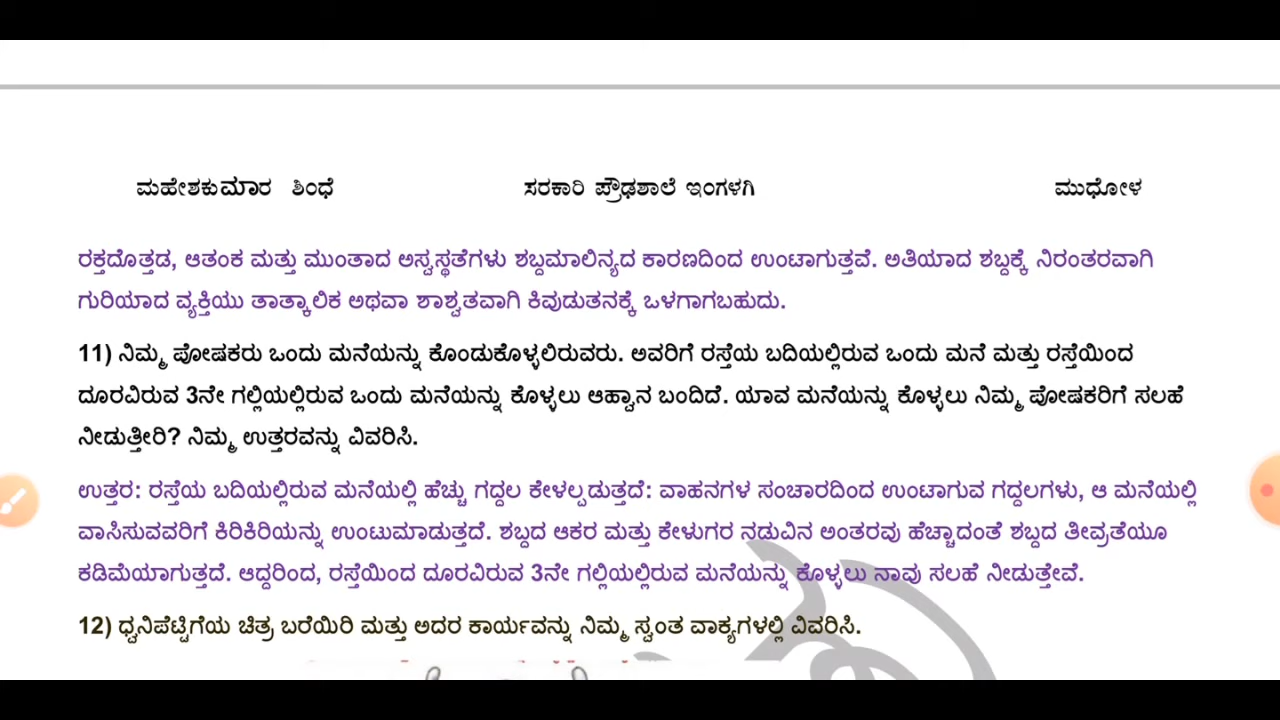 ಮಹೇಶಕುಮಾರ ಶಿಂಧೆ ಸರಕಾರಿ ಪ್ರೌಢಶಾಲೆ ಇಂಗಳಗಿ ಮುಧೋಳ
ರಕ್ತದೊತ್ತಡ, ಆತಂಕ ಮತ್ತು ಮುಂತಾದ ಅಸ್ವಸ್ಥತೆಗಳು ಶಬ್ದಮಾಲಿನ್ಯದ ಕಾರಣದಿಂದ ಉಂಟಾಗುತ್ತವೆ. ಅತಿಯಾದ ಶಬ್ದಕ್ಕೆ ನಿರಂತರವಾಗಿ
ಗುರಿಯಾದ ವ್ಯಕ್ತಿಯು ತಾತ್ಕಾಲಿಕ ಅಥವಾ ಶಾಶ್ವತವಾಗಿ ಕಿವುಡುತನಕ್ಕೆ ಒಳಗಾಗಬಹುದು.
11) ನಿಮ್ಮ ಪೋಷಕರು ಒಂದು ಮನೆಯನ್ನು ಕೊಂಡುಕೊಳ್ಳಲಿರುವರು. ಅವರಿಗೆ ರಸ್ತೆಯ ಬದಿಯಲ್ಲಿರುವ ಒಂದು ಮನೆ ಮತ್ತು ರಸ್ತೆಯಿಂದ
ದೂರವಿರುವ 3ನೇ ಗಲ್ಲಿಯಲ್ಲಿರುವ ಒಂದು ಮನೆಯನ್ನು ಕೊಳ್ಳಲು ಆಹ್ವಾನ ಬಂದಿದೆ. ಯಾವ ಮನೆಯನ್ನು ಕೊಳ್ಳಲು ನಿಮ್ಮ ಪೋಷಕರಿಗೆ ಸಲಹೆ
ನೀಡುತ್ತೀರಿ? ನಿಮ್ಮ ಉತ್ತರವನ್ನು ವಿವರಿಸಿ.
ಉತ್ತರ: ರಸ್ತೆಯ ಬದಿಯಲ್ಲಿರುವ ಮನೆಯಲ್ಲಿ ಹೆಚ್ಚು ಗದ್ದಲ ಕೇಳಲ್ಪಡುತ್ತದೆ: ವಾಹನಗಳ ಸಂಚಾರದಿಂದ ಉಂಟಾಗುವ ಗದ್ದಲಗಳು, ಆ ಮನೆಯಲ್ಲಿ
ವಾಸಿಸುವವರಿಗೆ ಕಿರಿಕಿರಿಯನ್ನು ಉಂಟುಮಾಡುತ್ತದೆ. ಶಬ್ದದ ಆಕರ ಮತ್ತು ಕೇಳುಗರ ನಡುವಿನ ಅಂತರವು ಹೆಚ್ಚಾದಂತೆ ಶಬ್ದದ ತೀವ್ರತೆಯೂ
ಕಡಿಮೆಯಾಗುತ್ತದೆ. ಆದ್ದರಿಂದ, ರಸ್ತೆಯಿಂದ ದೂರವಿರುವ 3ನೇ ಗಲ್ಲಿಯಲ್ಲಿರುವ ಮನೆಯನ್ನು ಕೊಳ್ಳಲು ನಾವು ಸಲಹೆ ನೀಡುತ್ತೇವೆ.
12) ಧ್ವನಿಪೆಟ್ಟಿಗೆಯ ಚಿತ್ರ ಬರೆಯಿರಿ ಮತ್ತು ಅದರ ಕಾರ್ಯವನ್ನು ನಿಮ್ಮ ಸ್ವಂತ ವಾಕ್ಯಗಳಲ್ಲಿ ವಿವರಿಸಿ.